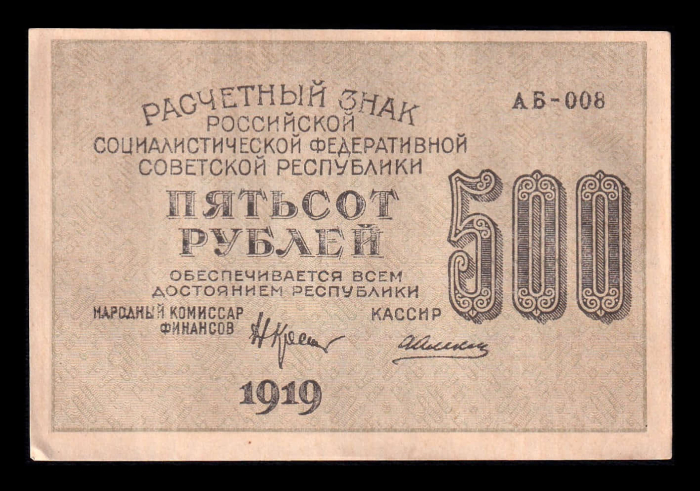 РАСЧЕТНЫЙ ЗНАК
АБ-008
РОССИЙСКОЙ
СОЦИАЛИСТИЧЕСКОЙ ФЕДЕРАТИВНОЙ
СОВЕТСКОЙ РЕСПУБЛИКИ
ПЯТЬСОТ
РУБЛЕЙ
500
ОБЕСПЕЧИВАЕТСЯ ВСЕМ
ДОСТОЯНИЕМ РЕСПУБЛИКИ
НАРОДНЫЙ КОМИССАР
ФИНАНСОВ
КАССИР
1919